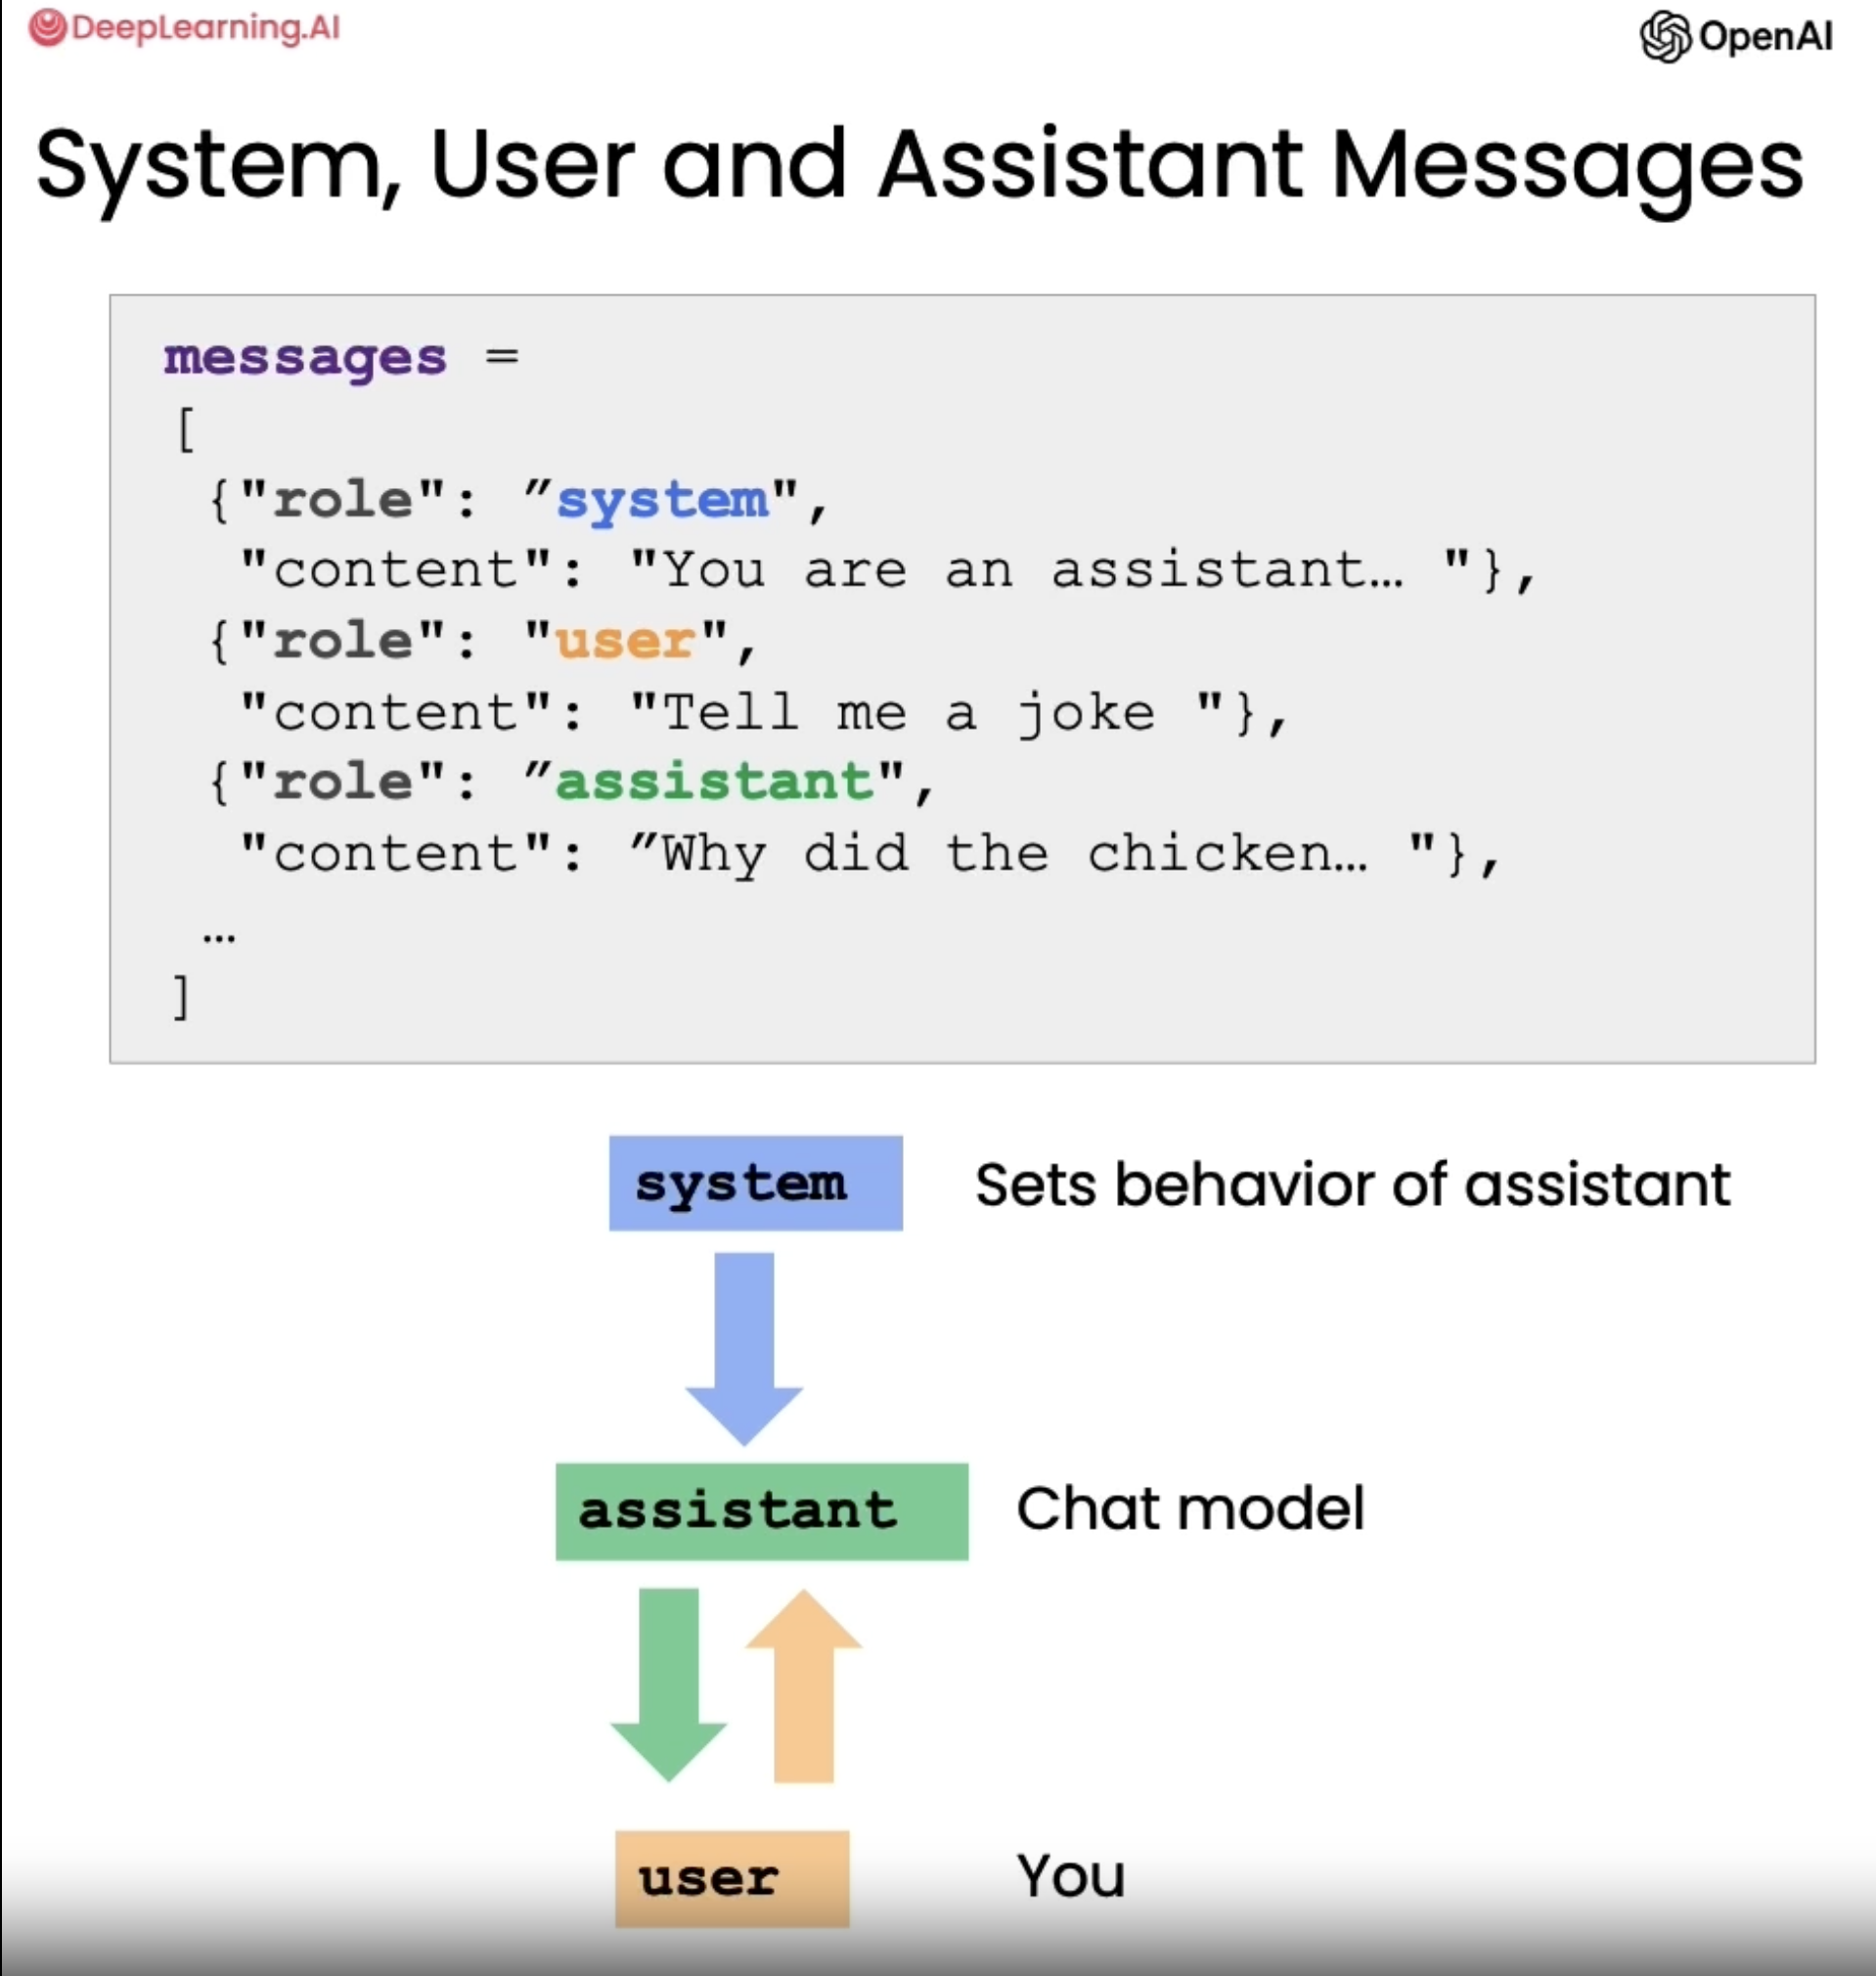 DeepLearning.AI
OpenAI
System, User and Assistant Messages
messages =
[
{"role": ”system",
"content": "You are an assistant… "},
{"role": "user",
"content": "Tell me a joke "},
{"role": ”assistant",
"content": ”Why did the chicken… "},
…
]
system Sets behavior of assistant
assistant Chat model
user You